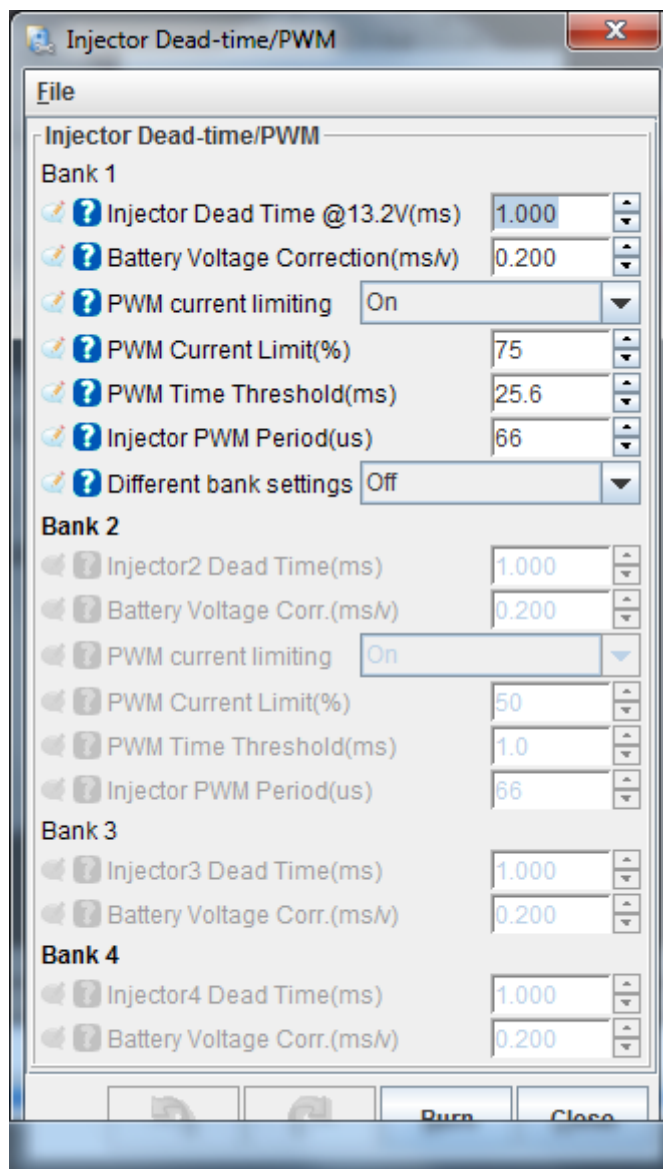 Injector Dead-time/PWM
File
Injector Dead-time/PWM
Bank 1
Injector Dead Time @13.2V(ms) 1.000
Battery Voltage Correction(ms/v) 0.200
PWM current limiting On
PWM Current Limit(%) 75
PWM Time Threshold(ms) 25.6
Injector PWM Period(us) 66
Different bank settings Off
Bank 2
Injector2 Dead Time(ms) 1.000
Battery Voltage Corr.(ms/v) 0.200
PWM current limiting On
PWM Current Limit(%) 50
PWM Time Threshold(ms) 1.0
Injector PWM Period(us) 66
Bank 3
Injector3 Dead Time(ms) 1.000
Battery Voltage Corr.(ms/v) 0.200
Bank 4
Injector4 Dead Time(ms) 1.000
Battery Voltage Corr.(ms/v) 0.200
Burn Close